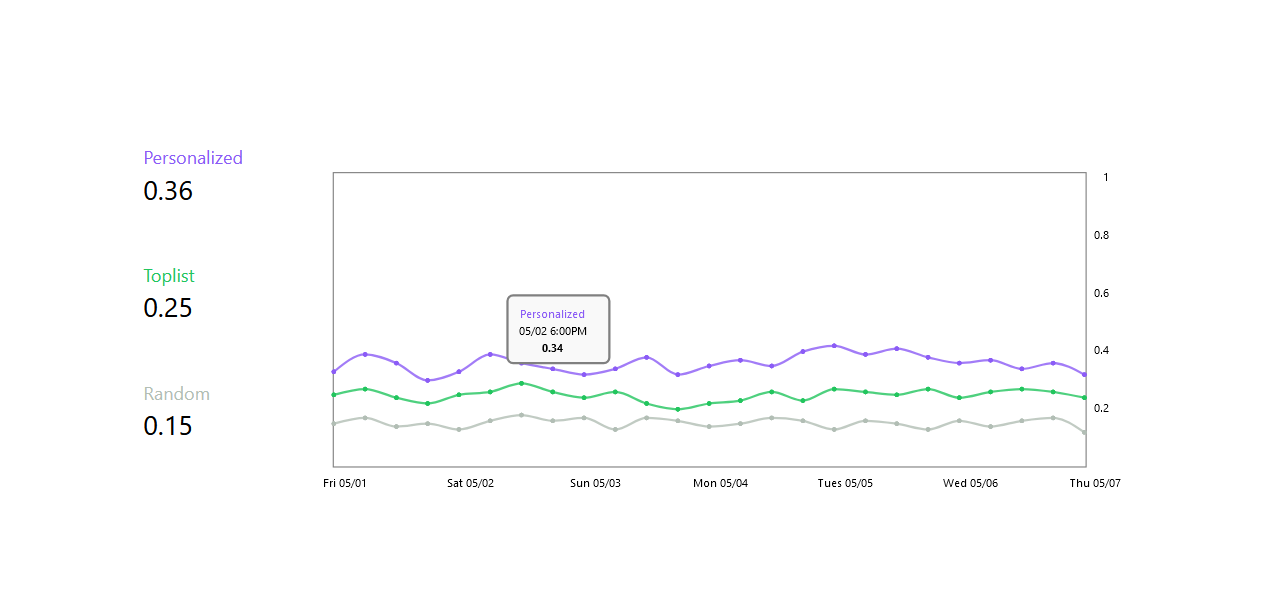 Personalized
0.36
Toplist
0.25
Random
0.15
1
0.8
0.6
0.4
0.2
Personalized
05/02 6:00PM
0.34
Fri 05/01
Sat 05/02
Sun 05/03
Mon 05/04
Tues 05/05
Wed 05/06
Thu 05/07